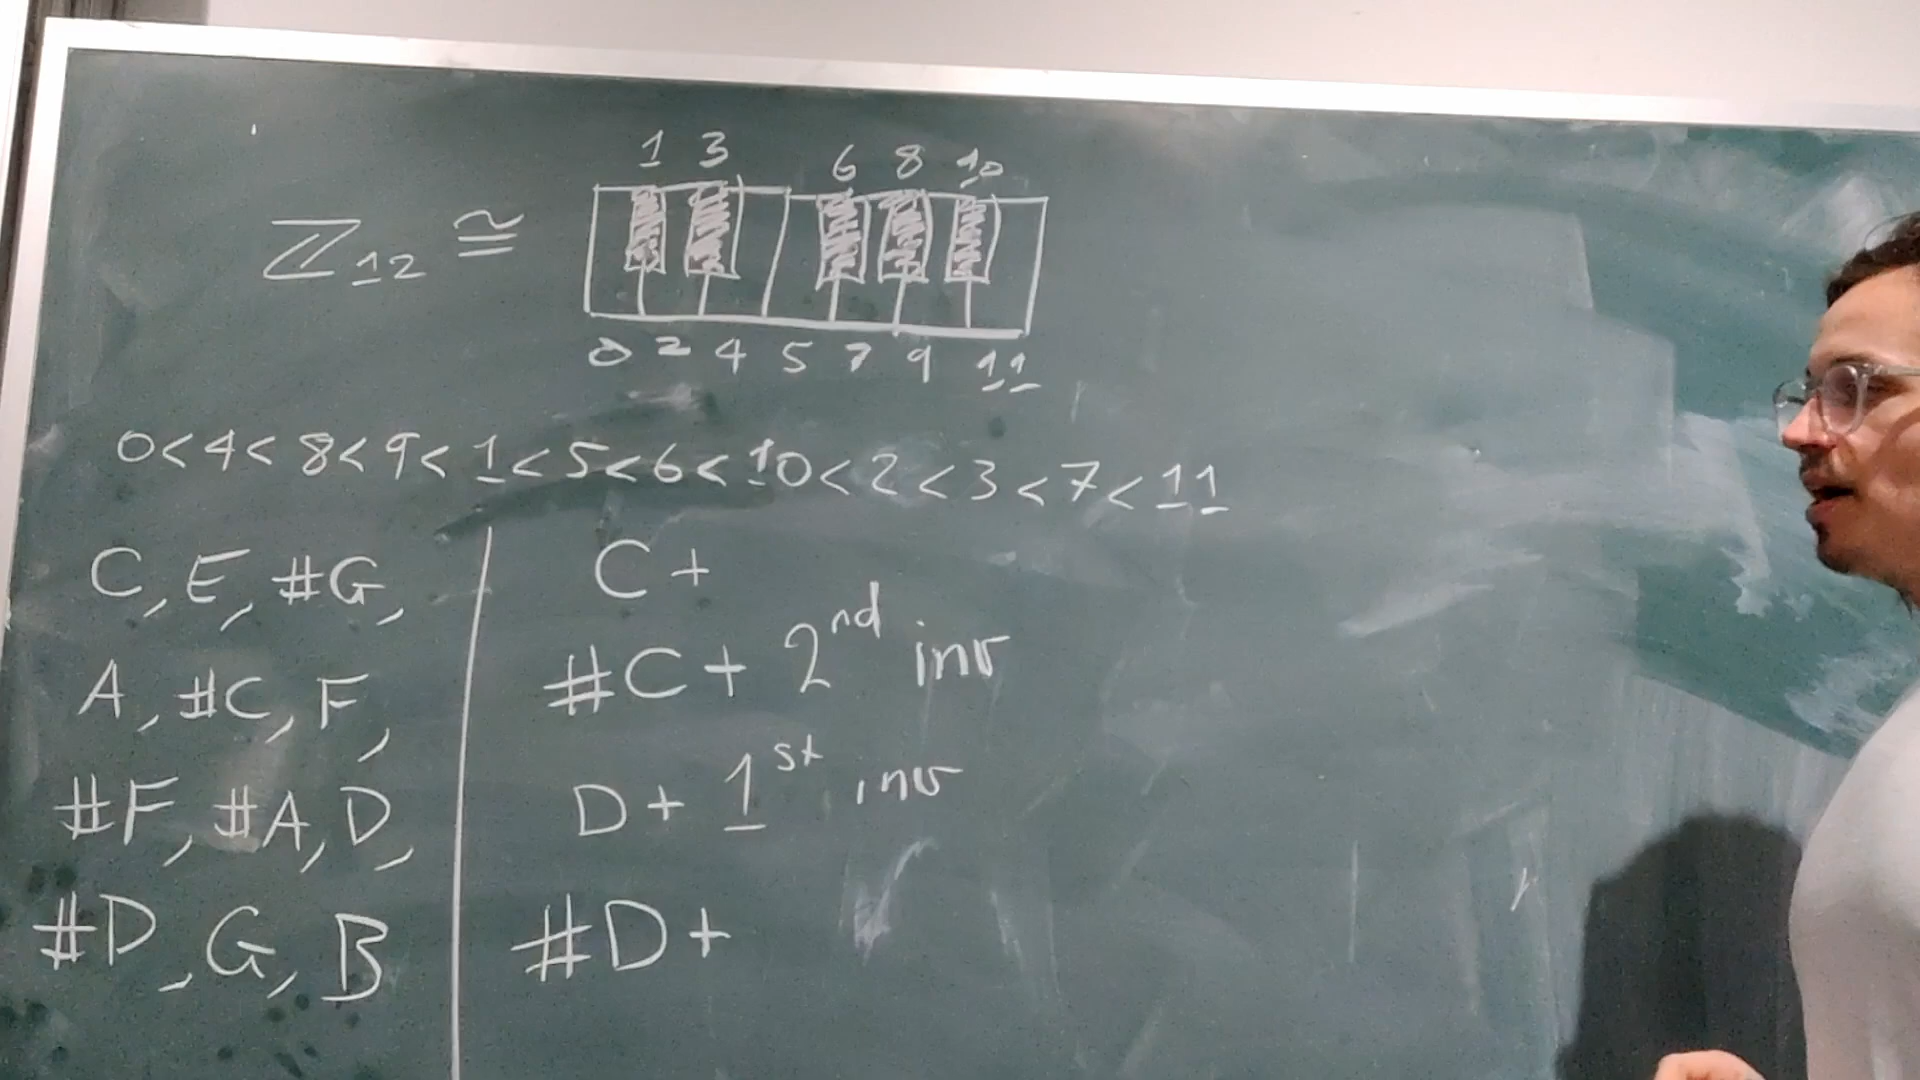 1 3 6 8 10
ℤ₁₂ ≅
0 2 4 5 7 9 11
0<4<8<9<1<5<6<10<2<3<7<11
C, E, #G,
A, #C, F,
#F, #A, D,
#D, G, B
C+
#C+ 2nd inv
D+ 1st inv
#D+